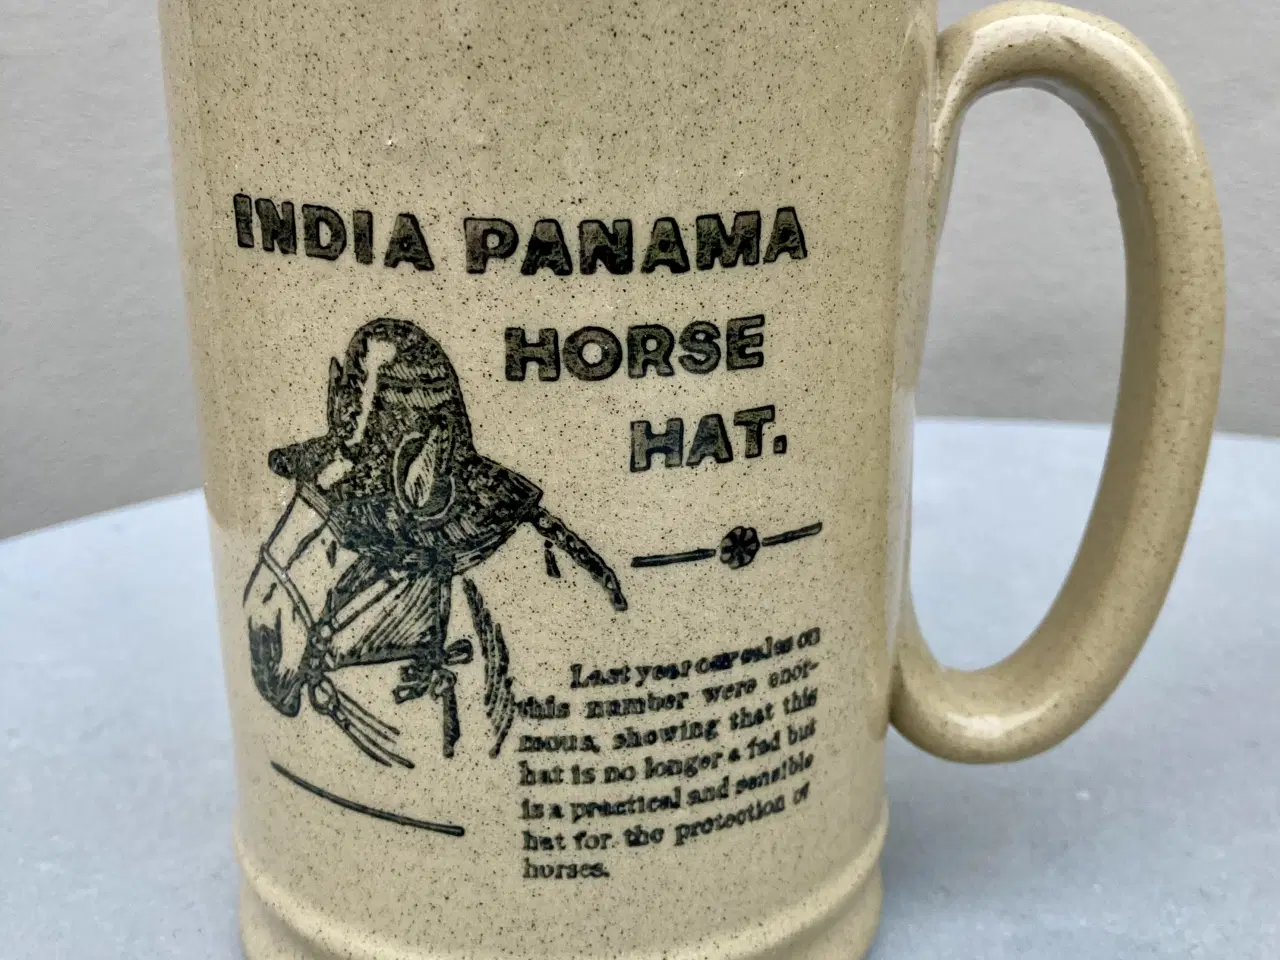 INDIA PANAMA
HORSE
HAT.
Last year our sales on
this number were enor-
mous, showing that this
hat is no longer a fad but
is a practical and sensible
hat for the protection of
horses.